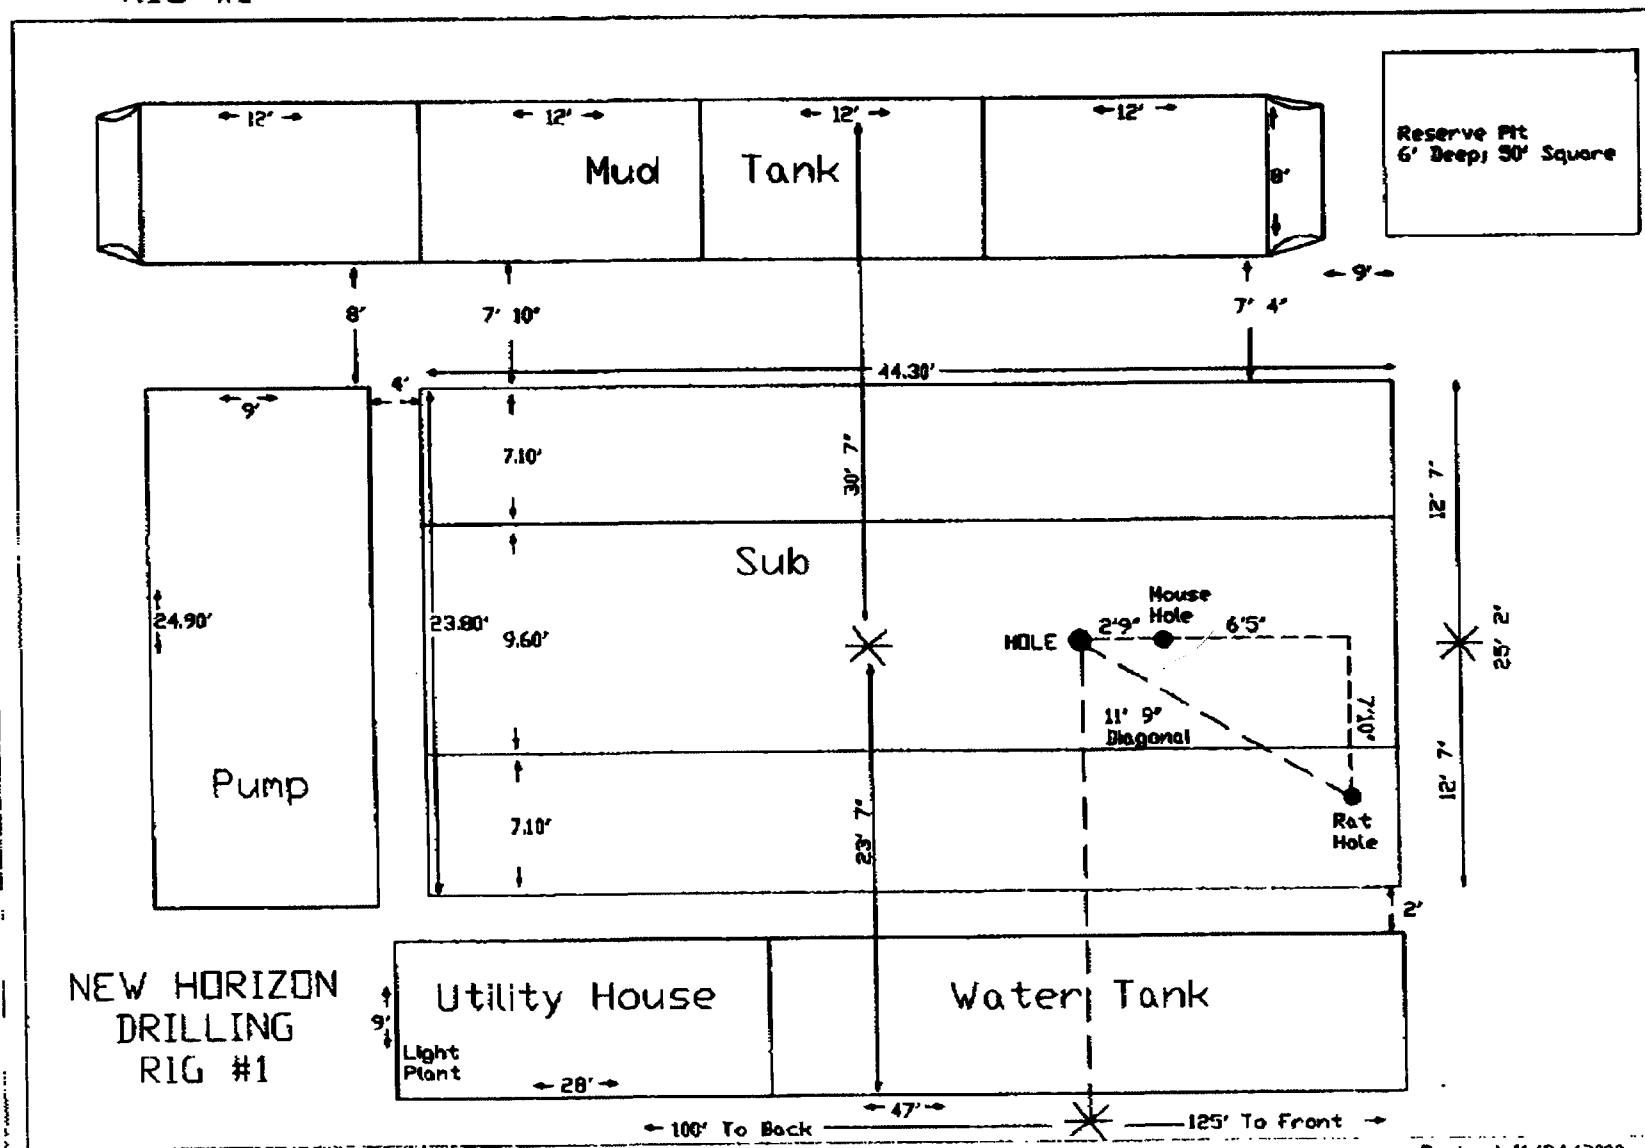 12' 12' 12' 12'
Mud Tank
8'
Reserve Pit
6' Deep; 50' Square
9'
8'
7' 10"
7' 4"
44.30'
4'
9'
7.10'
30' 7"
12' 7"
Sub
24.90'
23.80'
9.60'
HOLE
2'9"
Mouse
Hole
6'5"
25' 2"
11' 9"
Diagonal
7'10"
12' 7"
Pump
7.10'
23' 7"
Rat
Hole
2'
NEW HORIZON
DRILLING
RIG #1
9'
Utility House
Water Tank
Light
Plant
28'
47'
100' To Back
125' To Front